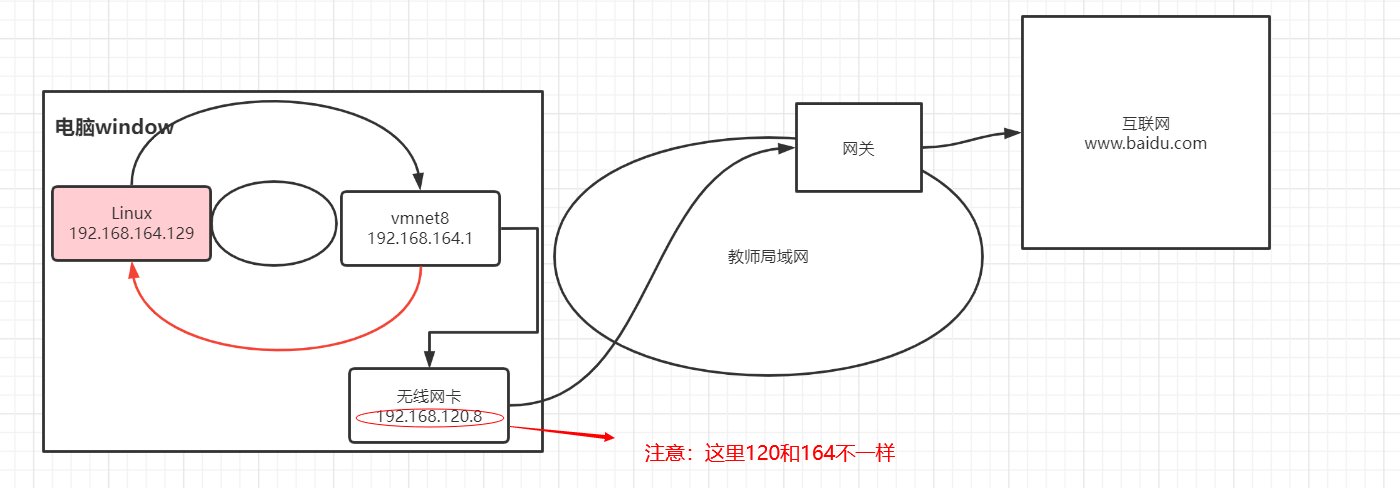 电脑window
Linux
192.168.164.129
vmnet8
192.168.164.1
无线网卡
192.168.120.8
网关
教师局域网
互联网
www.baidu.com
注意：这里120和164不一样